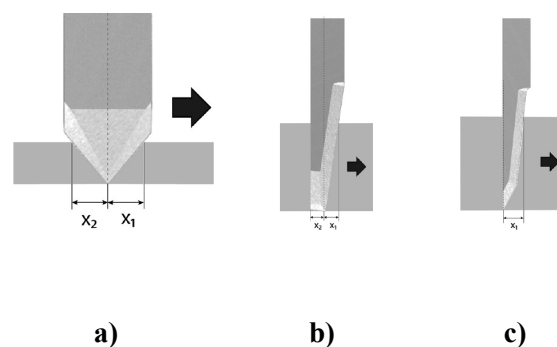 X₂ X₁
X₂ X₁
X₁
a) b) c)